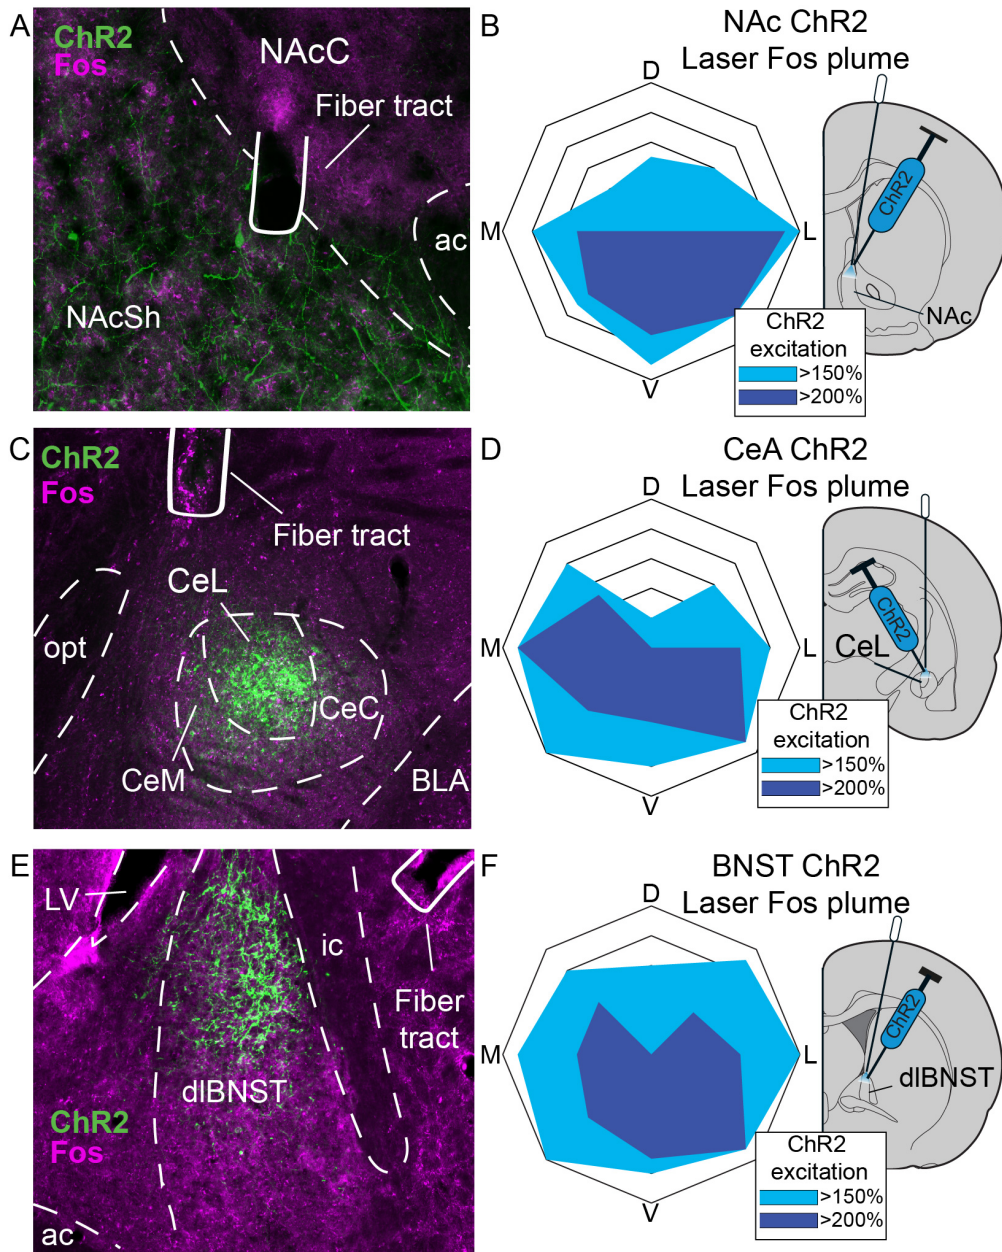 A
ChR2
Fos
NAcC
Fiber tract
ac
NAcSh
B
NAc ChR2
Laser Fos plume
D
M
L
V
ChR2
NAc
ChR2
excitation
>150%
>200%
C
ChR2
Fos
Fiber tract
CeL
opt
CeC
CeM
BLA
D
CeA ChR2
Laser Fos plume
D
M
L
V
ChR2
CeL
ChR2
excitation
>150%
>200%
E
LV
ic
Fiber
tract
dlBNST
ChR2
Fos
ac
F
BNST ChR2
Laser Fos plume
D
M
L
V
ChR2
dlBNST
ChR2
excitation
>150%
>200%